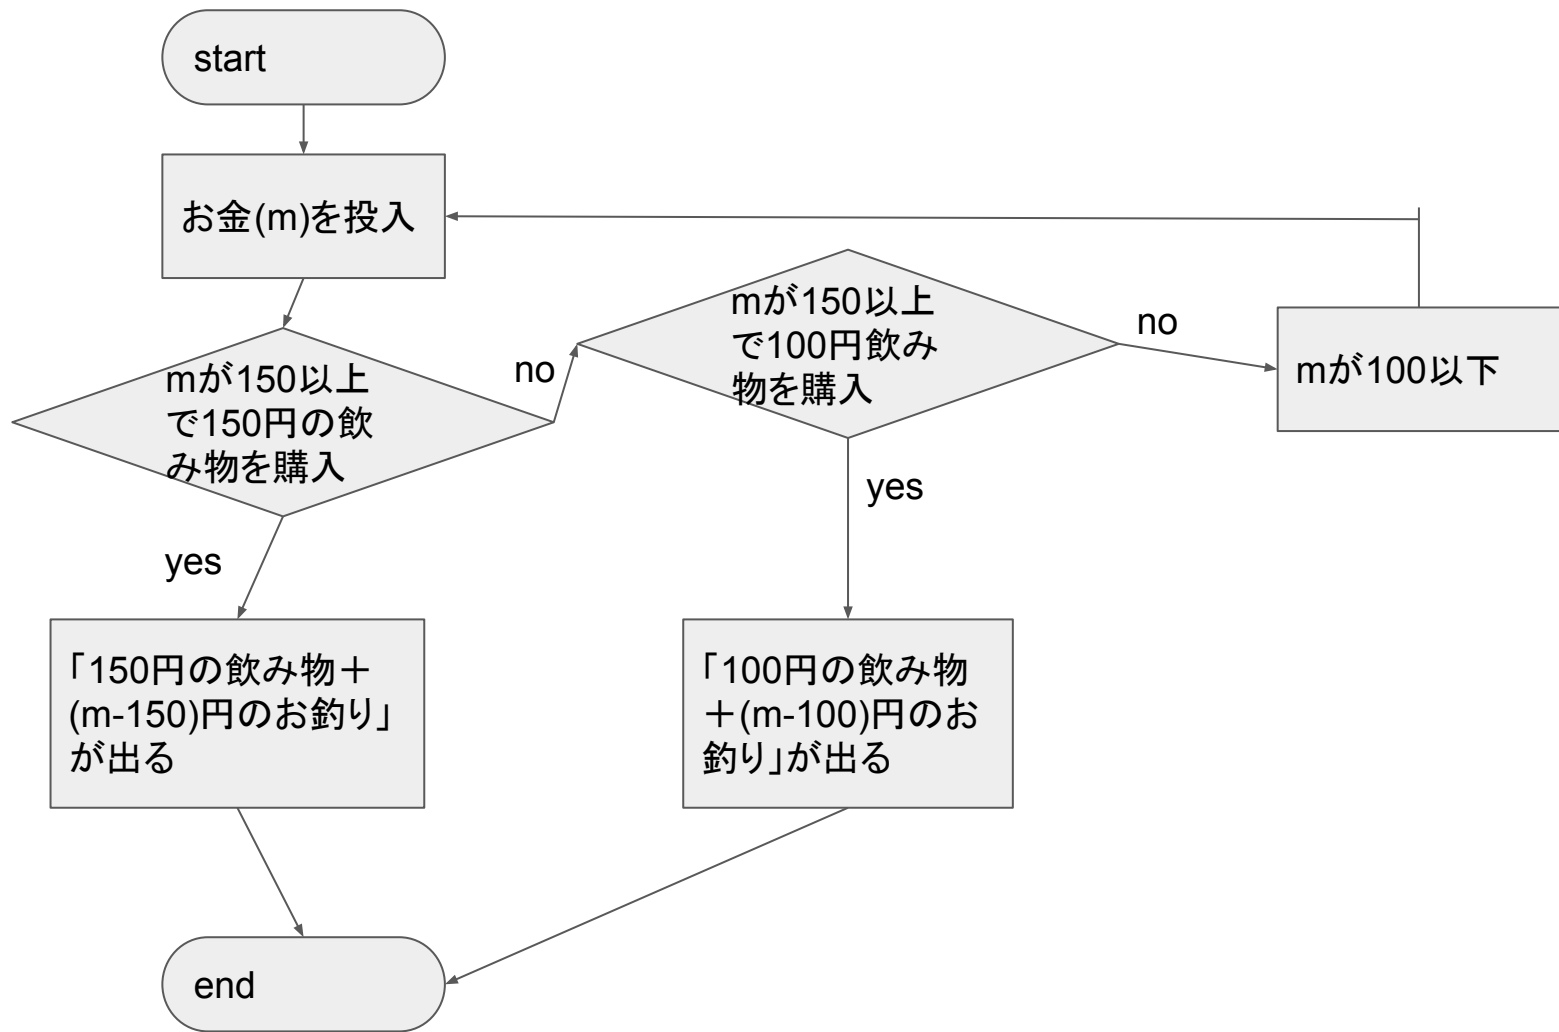 start
お金(m)を投入
mが150以上
で150円の飲
み物を購入
no
mが150以上
で100円飲み
物を購入
no
mが100以下
yes
yes
「150円の飲み物＋
(m-150)円のお釣り」
が出る
「100円の飲み物
＋(m-100)円のお
釣り」が出る
end